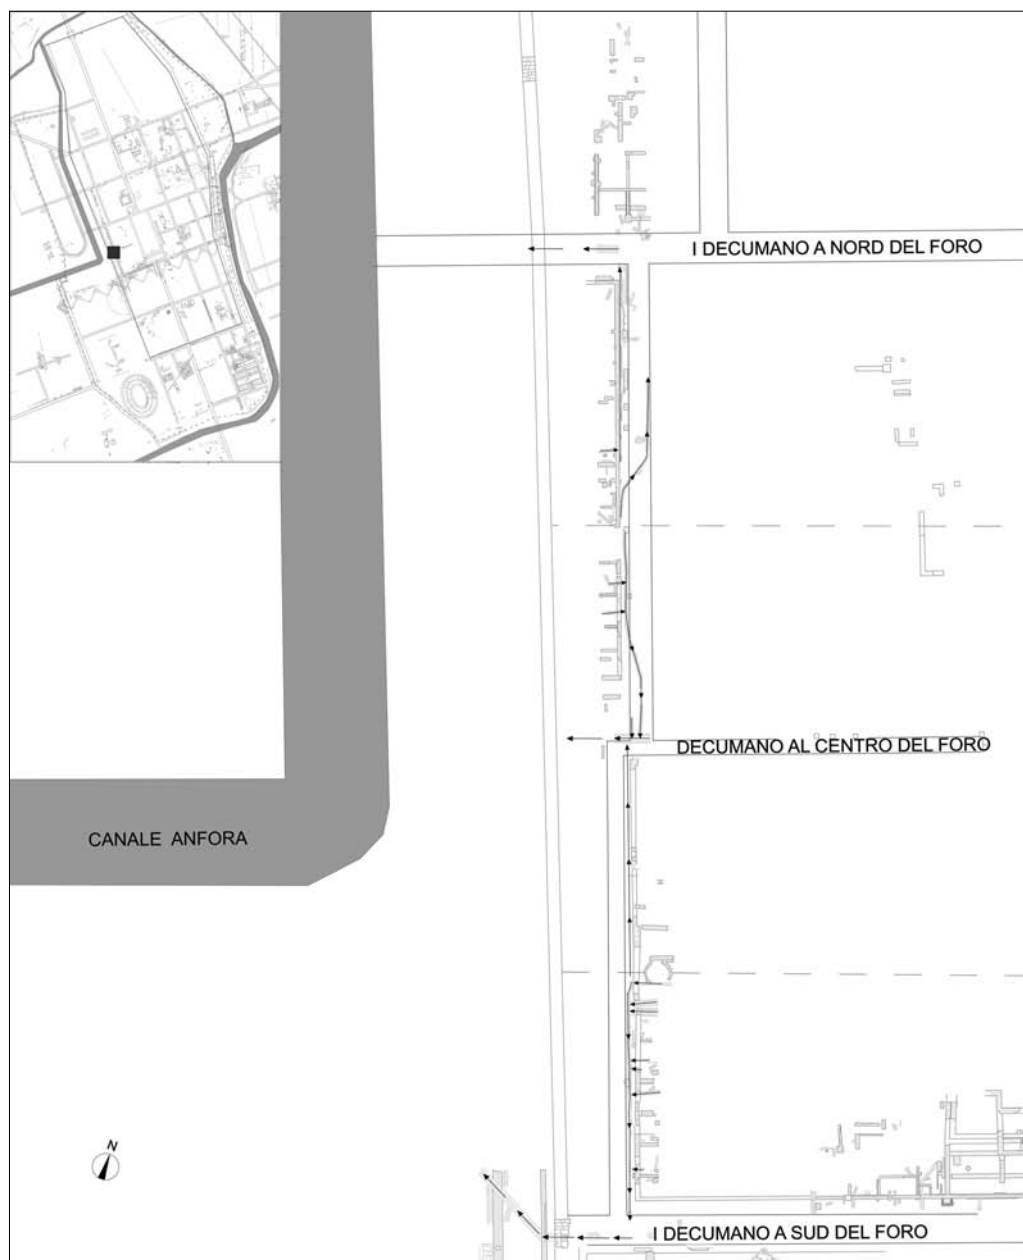 I DECUMANO A NORD DEL FORO
DECUMANO AL CENTRO DEL FORO
CANALE ANFORA
N
I DECUMANO A SUD DEL FORO